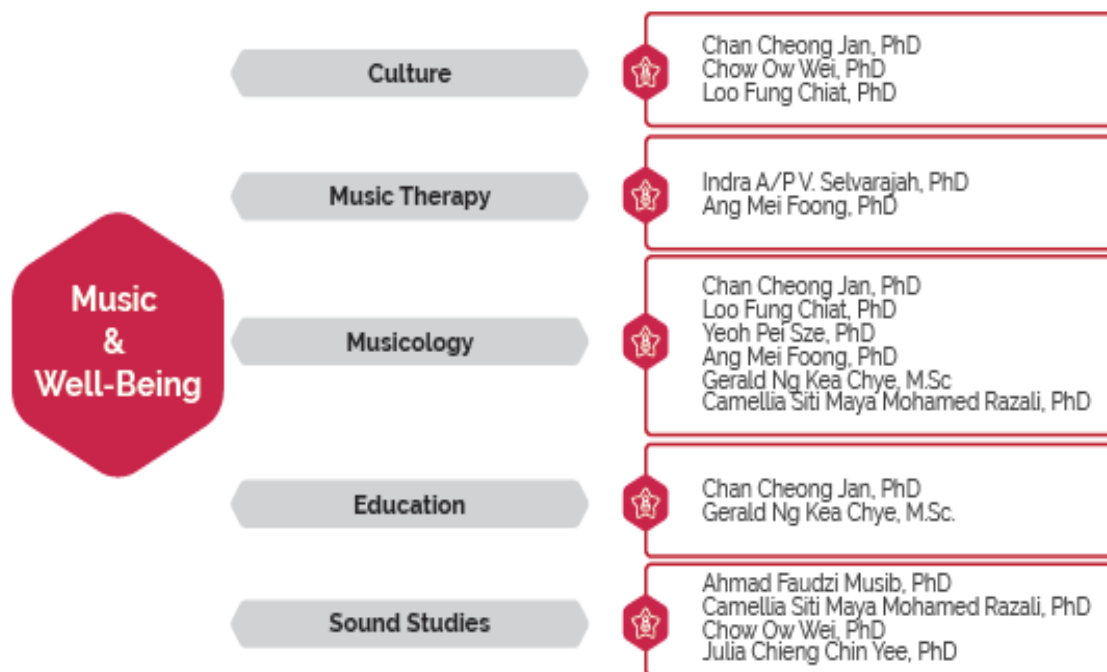 Music
&
Well-Being
Culture
Chan Cheong Jan, PhD
Chow Ow Wei, PhD
Loo Fung Chiat, PhD
Music Therapy
Indra A/P V. Selvarajah, PhD
Ang Mei Foong, PhD
Musicology
Chan Cheong Jan, PhD
Loo Fung Chiat, PhD
Yeoh Pei Sze, PhD
Ang Mei Foong, PhD
Gerald Ng Kea Chye, M.Sc
Camellia Siti Maya Mohamed Razali, PhD
Education
Chan Cheong Jan, PhD
Gerald Ng Kea Chye, M.Sc.
Sound Studies
Ahmad Faudzi Musib, PhD
Camellia Siti Maya Mohamed Razali, PhD
Chow Ow Wei, PhD
Julia Chieng Chin Yee, PhD